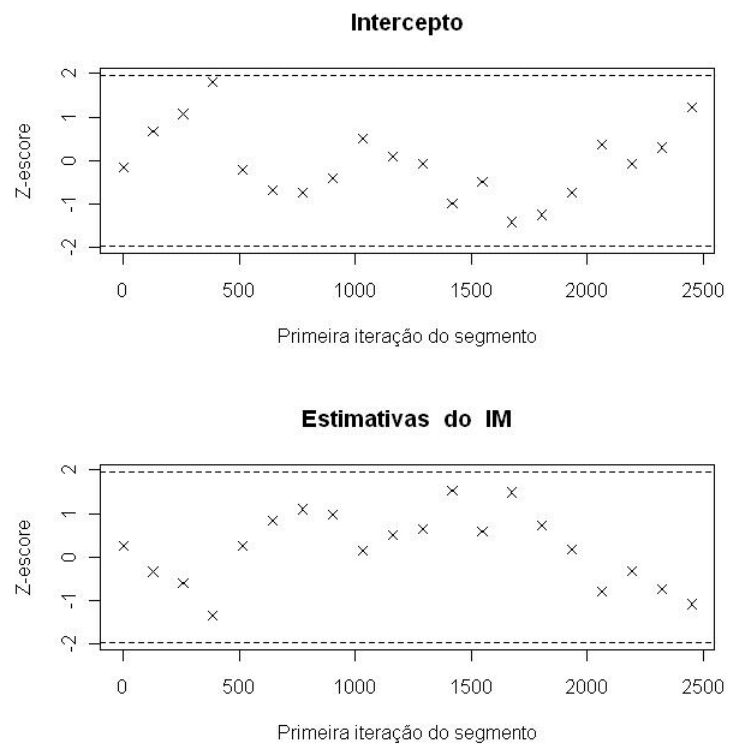 Intercepto
2
1
0
-1
-2
Z-escore
0 500 1000 1500 2000 2500
Primeira iteração do segmento
Estimativas do IM
2
1
0
-1
-2
Z-escore
0 500 1000 1500 2000 2500
Primeira iteração do segmento